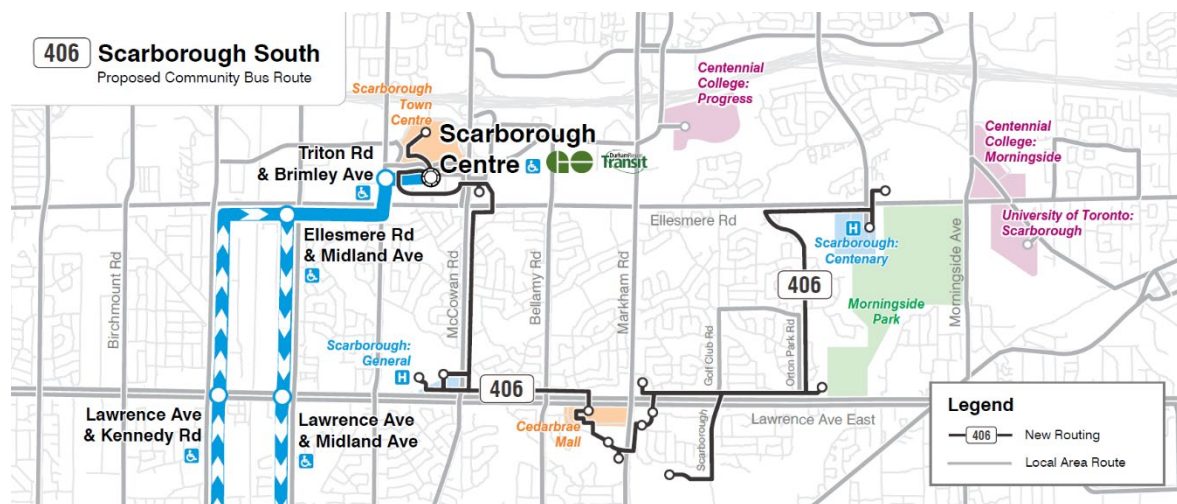 406 Scarborough South
Proposed Community Bus Route
Scarborough
Town
Centre
Scarborough
Centre
GO
Durham Region
Transit
Centennial
College:
Progress
Centennial
College:
Morningside
Triton Rd
& Brimley Ave
Ellesmere Rd
University of Toronto:
Scarborough
Ellesmere Rd
& Midland Ave
H
Scarborough:
Centenary
Birchmount Rd
McCowan Rd
Bellamy Rd
Markham Rd
Morningside Ave
406
Morningside
Park
Scarborough:
General
H
Golf Club Rd
Orton Park Rd
406
Lawrence Ave
& Kennedy Rd
Lawrence Ave
& Midland Ave
Cedarbrae
Mall
Scarborough
Lawrence Ave East
Legend
406 New Routing
Local Area Route